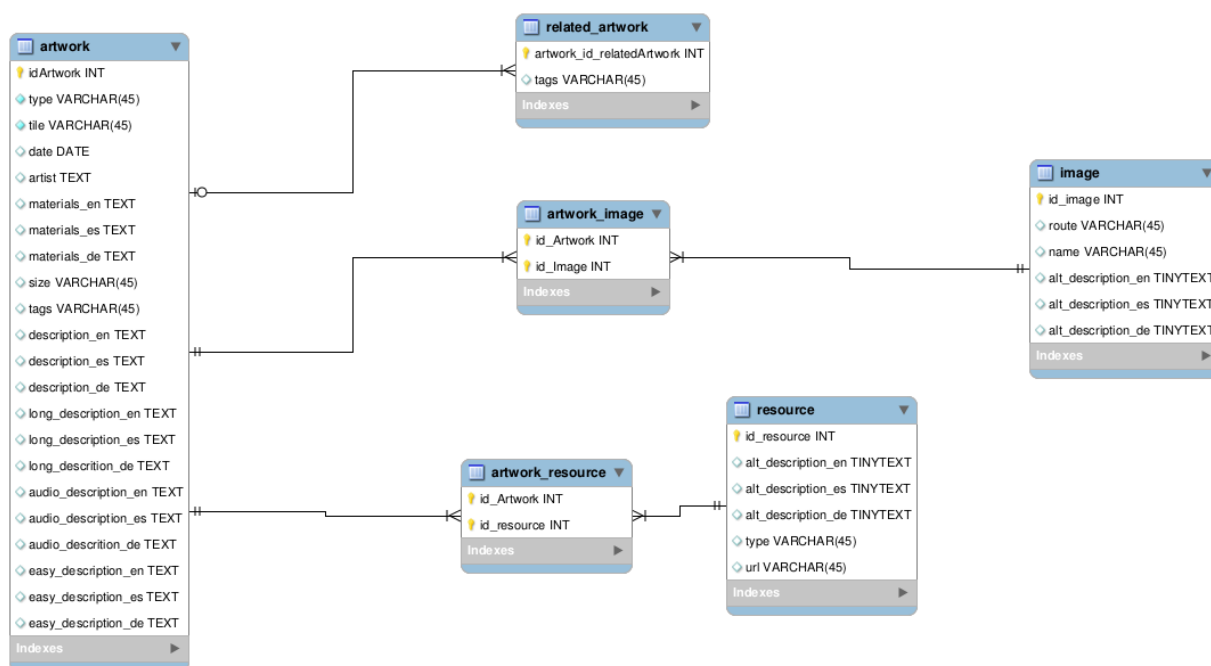 artwork
idArtwork INT
type VARCHAR(45)
tile VARCHAR(45)
date DATE
artist TEXT
materials_en TEXT
materials_es TEXT
materials_de TEXT
size VARCHAR(45)
tags VARCHAR(45)
description_en TEXT
description_es TEXT
description_de TEXT
long_description_en TEXT
long_description_es TEXT
long_descrition_de TEXT
audio_description_en TEXT
audio_description_es TEXT
audio_descrition_de TEXT
easy_description_en TEXT
easy_description_es TEXT
easy_description_de TEXT
Indexes
related_artwork
artwork_id_relatedArtwork INT
tags VARCHAR(45)
Indexes
artwork_image
id_Artwork INT
id_Image INT
Indexes
image
id_image INT
route VARCHAR(45)
name VARCHAR(45)
alt_description_en TINYTEXT
alt_description_es TINYTEXT
alt_description_de TINYTEXT
Indexes
artwork_resource
id_Artwork INT
id_resource INT
Indexes
resource
id_resource INT
alt_description_en TINYTEXT
alt_description_es TINYTEXT
alt_description_de TINYTEXT
type VARCHAR(45)
url VARCHAR(45)
Indexes